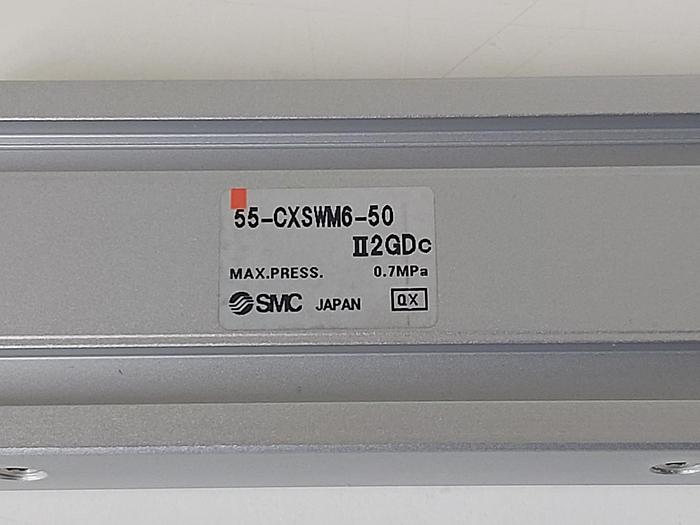 55-CXSWM6-50
Ⅱ2GDc
MAX.PRESS. 0.7MPa
SMC JAPAN QX